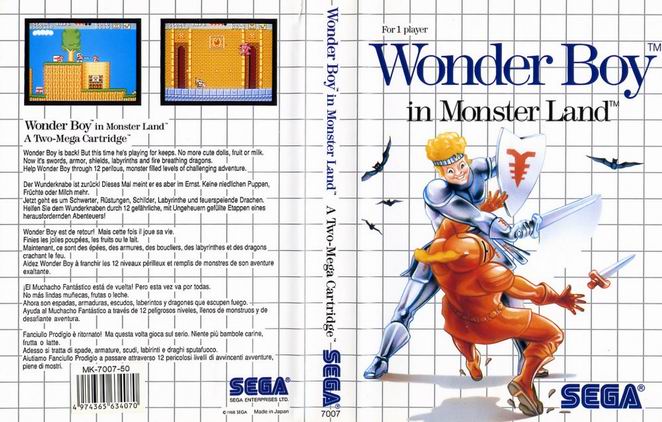 Wonder Boy™ in Monster Land™
A Two-Mega Cartridge™
Wonder Boy is back! But this time he's playing for keeps. No more cute dolls, fruit or milk.
Now it's swords, armor, shields, labyrinths and fire breathing dragons.
Help Wonder Boy through 12 perilous, monster filled levels of challenging adventure.
Der Wunderknabe ist zurück! Dieses Mal meint er es aber im Ernst. Keine niedlichen Puppen,
Früchte oder Milch mehr.
Jetzt geht es um Schwerter, Rüstungen, Schilder, Labyrinthe und feuerspeiende Drachen.
Helfen Sie dem Wunderknaben durch 12 gefährliche, mit Ungeheuern gefüllte Etappen eines
herausfordernden Abenteuers!
Wonder Boy est de retour! Mais cette fois il joue sa vie.
Finies les jolies poupées, les fruits ou le lait.
Maintenant, ce sont des épées, des armures, des boucliers, des labyrinthes et des dragons
crachant le feu.
Aidez Wonder Boy à franchir les 12 niveaux périlleux et remplis de monstres de son aventure
exaltante.
¡El Muchacho Fantástico está de vuelta! Pero esta vez va para todas.
No más lindas muñecas, frutas o leche.
Ahora son espadas, armaduras, escudos, laberintos y dragones que escupen fuego.
Ayuda al Muchacho Fantástico a través de 12 peligrosos niveles, llenos de monstruos y de
desafiante aventura.
Fanciullo Prodigio è ritornato! Ma questa volta gioca sul serio. Niente più bambole carine,
frutta o latte.
Adesso si tratta di spade, armature, scudi, labirinti e draghi sputafuoco.
Aiutiamo Fanciullo Prodigio a passare attraverso 12 pericolosi livelli di avvincenti avventure,
piene di mostri.
MK-7007-50
4 974365 634070
SEGA®
SEGA ENTERPRISES LTD.
© 1988 SEGA Made in Japan
Wonder Boy™ in Monster Land™ A Two-Mega Cartridge™
SEGA®
7007
For 1 player
Wonder Boy™
in Monster Land™
SEGA®